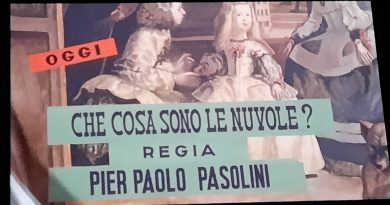 OGGI
CHE COSA SONO LE NUVOLE?
REGIA
PIER PAOLO PASOLINI